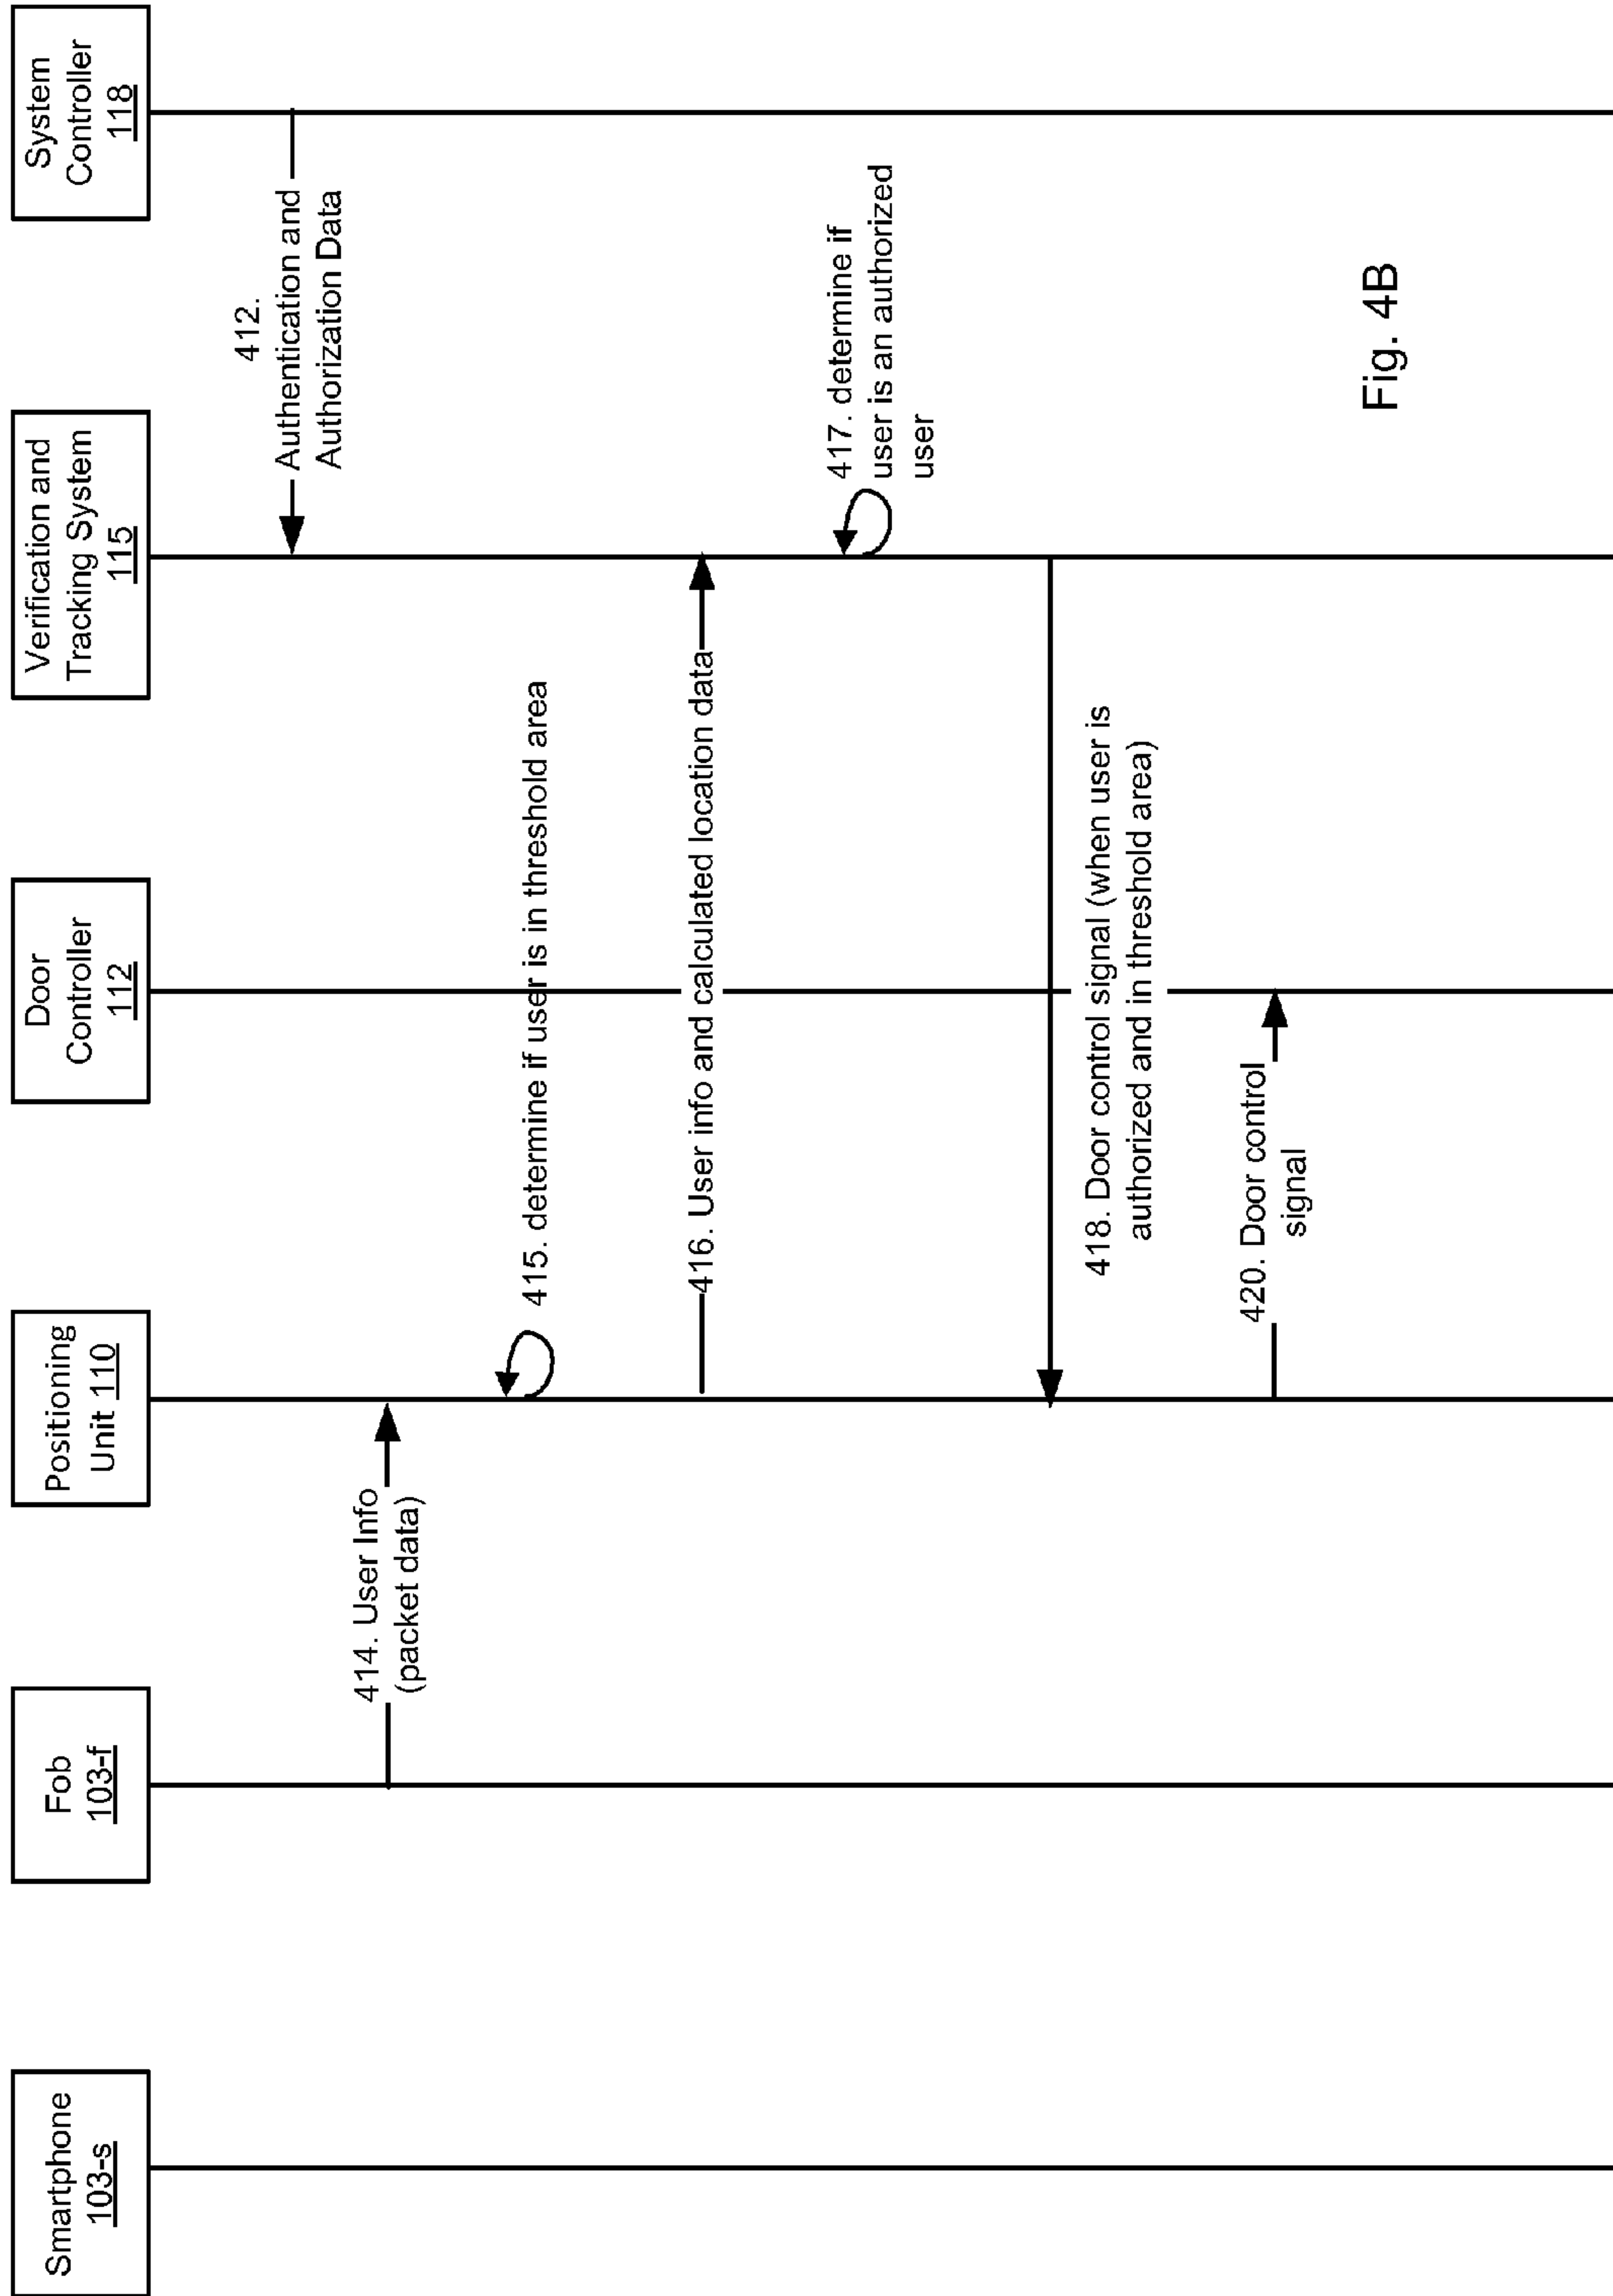 Smartphone
103-s
Fob
103-f
Positioning
Unit 110
Door
Controller
112
Verification and
Tracking System
115
System
Controller
118
412.
Authentication and
Authorization Data
414. User Info
(packet data)
415. determine if user is in threshold area
416. User info and calculated location data
417. determine if
user is an authorized
user
418. Door control signal (when user is
authorized and in threshold area)
420. Door control
signal
Fig. 4B